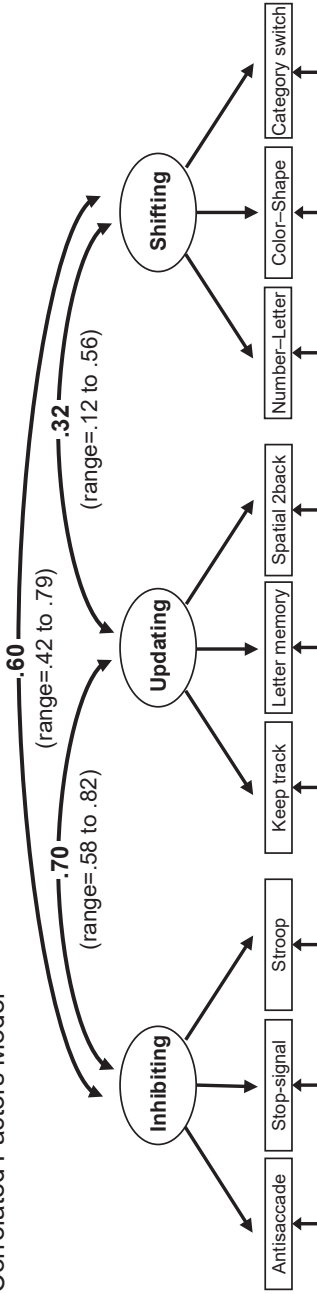 Correlated Factors Model
.60
(range=.42 to .79)
.70
(range=.58 to .82)
.32
(range=.12 to .56)
Inhibiting
Updating
Shifting
Antisaccade
Stop-signal
Stroop
Keep track
Letter memory
Spatial 2back
Number–Letter
Color–Shape
Category switch